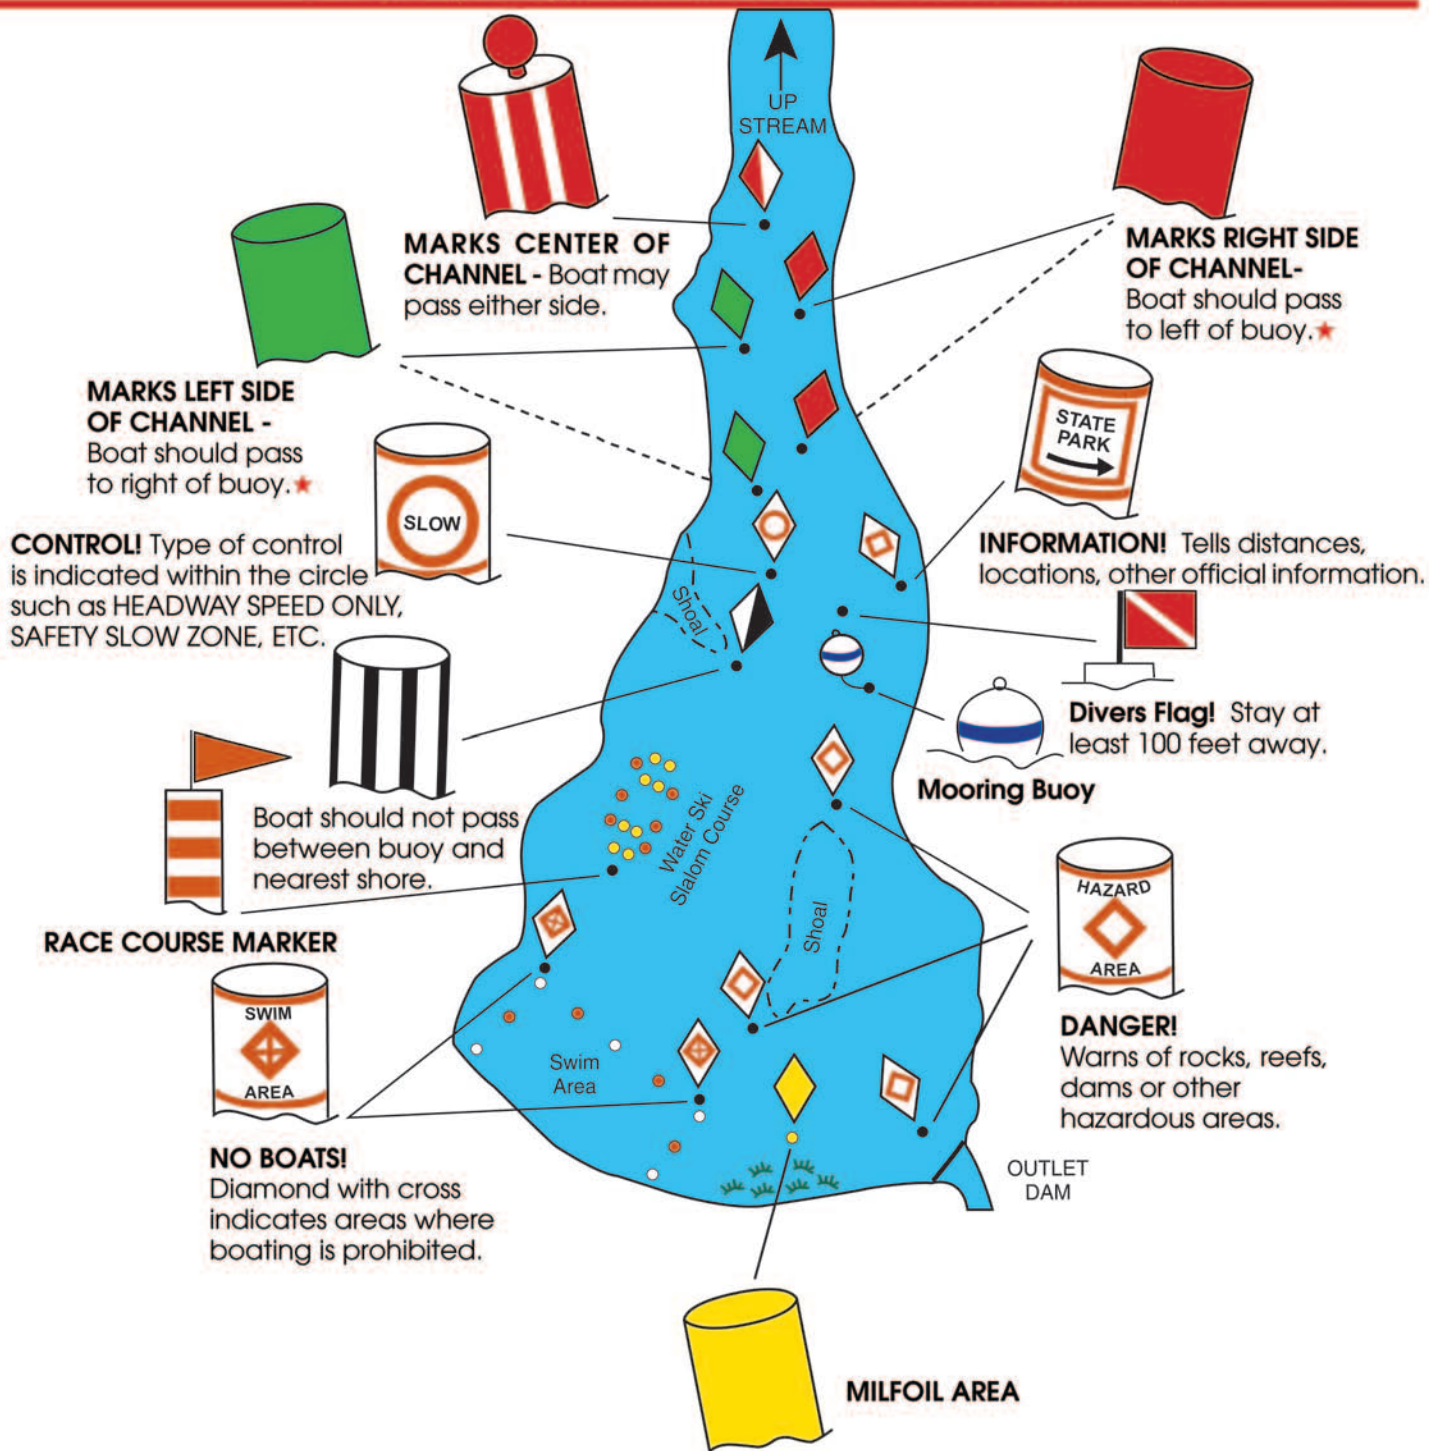 UP
STREAM
MARKS CENTER OF
CHANNEL - Boat may
pass either side.
MARKS RIGHT SIDE
OF CHANNEL-
Boat should pass
to left of buoy.★
MARKS LEFT SIDE
OF CHANNEL -
Boat should pass
to right of buoy.★
STATE
PARK
SLOW
CONTROL! Type of control
is indicated within the circle
such as HEADWAY SPEED ONLY,
SAFETY SLOW ZONE, ETC.
INFORMATION! Tells distances,
locations, other official information.
Shoal
Divers Flag! Stay at
least 100 feet away.
Mooring Buoy
Boat should not pass
between buoy and
nearest shore.
Water Ski
Slalom Course
RACE COURSE MARKER
HAZARD
AREA
Shoal
SWIM
AREA
DANGER!
Warns of rocks, reefs,
dams or other
hazardous areas.
Swim
Area
NO BOATS!
Diamond with cross
indicates areas where
boating is prohibited.
OUTLET
DAM
MILFOIL AREA